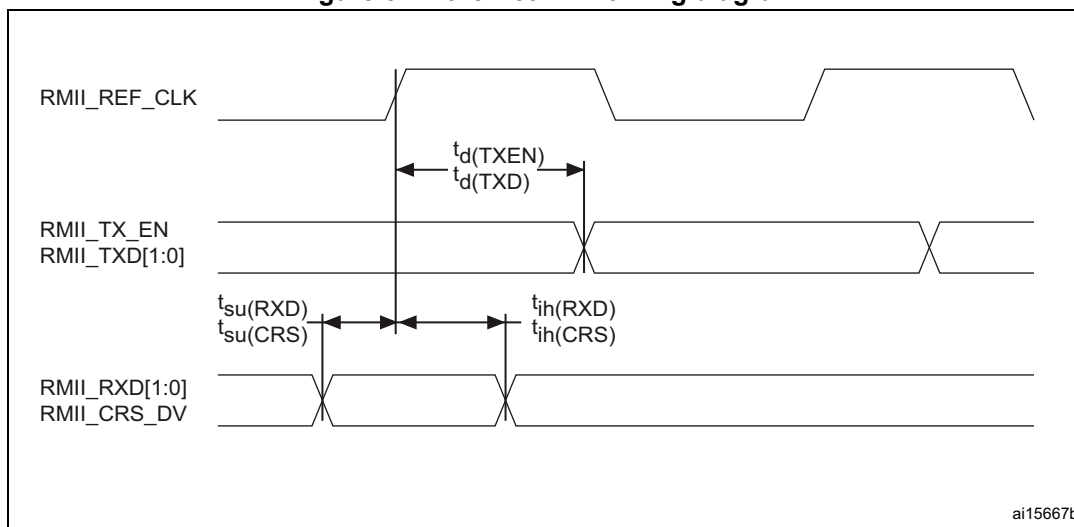 RMII_REF_CLK
td(TXEN)
td(TXD)
RMII_TX_EN
RMII_TXD[1:0]
tsu(RXD)
tsu(CRS)
tih(RXD)
tih(CRS)
RMII_RXD[1:0]
RMII_CRS_DV
ai15667b